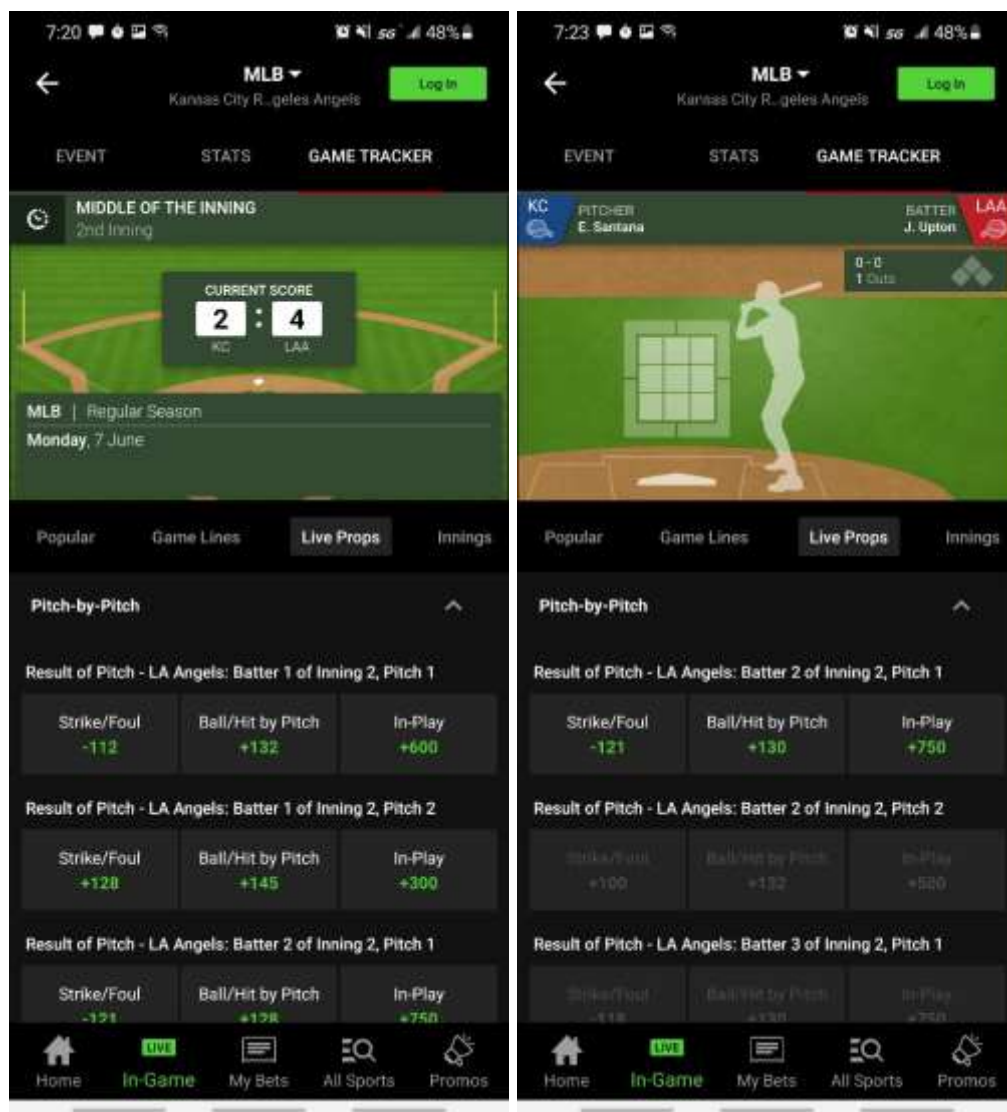 7:20 5G 48%
MLB
Kansas City R..geles Angels
Log In
EVENT STATS GAME TRACKER
MIDDLE OF THE INNING
2nd Inning
CURRENT SCORE
2 : 4
KC LAA
MLB | Regular Season
Monday, 7 June
Popular Game Lines Live Props Innings
Pitch-by-Pitch
Result of Pitch - LA Angels: Batter 1 of Inning 2, Pitch 1
Strike/Foul Ball/Hit by Pitch In-Play
-112 +132 +600
Result of Pitch - LA Angels: Batter 1 of Inning 2, Pitch 2
Strike/Foul Ball/Hit by Pitch In-Play
+128 +145 +300
Result of Pitch - LA Angels: Batter 2 of Inning 2, Pitch 1
Strike/Foul Ball/Hit by Pitch In-Play
-121 +128 +750
LIVE
Home In-Game My Bets All Sports Promos
7:23 5G 48%
MLB
Kansas City R..geles Angels
Log In
EVENT STATS GAME TRACKER
KC PITCHER BATTER LAA
E. Santana J. Upton
0 - 0
1 Outs
Popular Game Lines Live Props Innings
Pitch-by-Pitch
Result of Pitch - LA Angels: Batter 2 of Inning 2, Pitch 1
Strike/Foul Ball/Hit by Pitch In-Play
-121 +130 +750
Result of Pitch - LA Angels: Batter 2 of Inning 2, Pitch 2
Strike/Foul Ball/Hit by Pitch In-Play
+100 +132
Result of Pitch - LA Angels: Batter 3 of Inning 2, Pitch 1
Strike/Foul Ball/Hit by Pitch In-Play
-118 +130 +750
LIVE
Home In-Game My Bets All Sports Promos